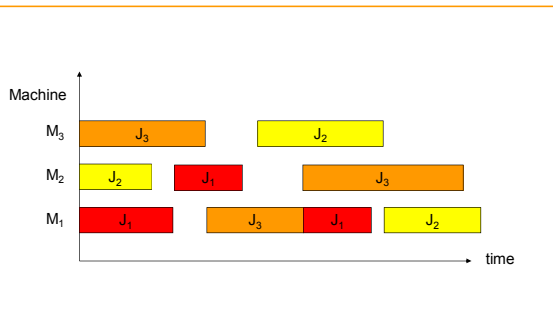 Machine
M₃ J₃ J₂
M₂ J₂ J₁ J₃
M₁ J₁ J₃ J₁ J₂
time